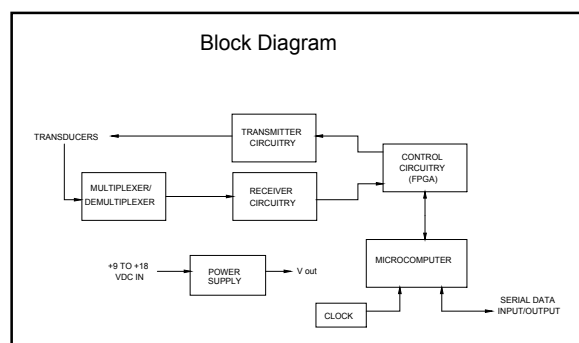 Block Diagram
TRANSDUCERS
TRANSMITTER
CIRCUITRY
CONTROL
CIRCUITRY
(FPGA)
MULTIPLEXER/
DEMULTIPLEXER
RECEIVER
CIRCUITRY
+9 TO +18
VDC IN
POWER
SUPPLY
V out
MICROCOMPUTER
CLOCK
SERIAL DATA
INPUT/OUTPUT